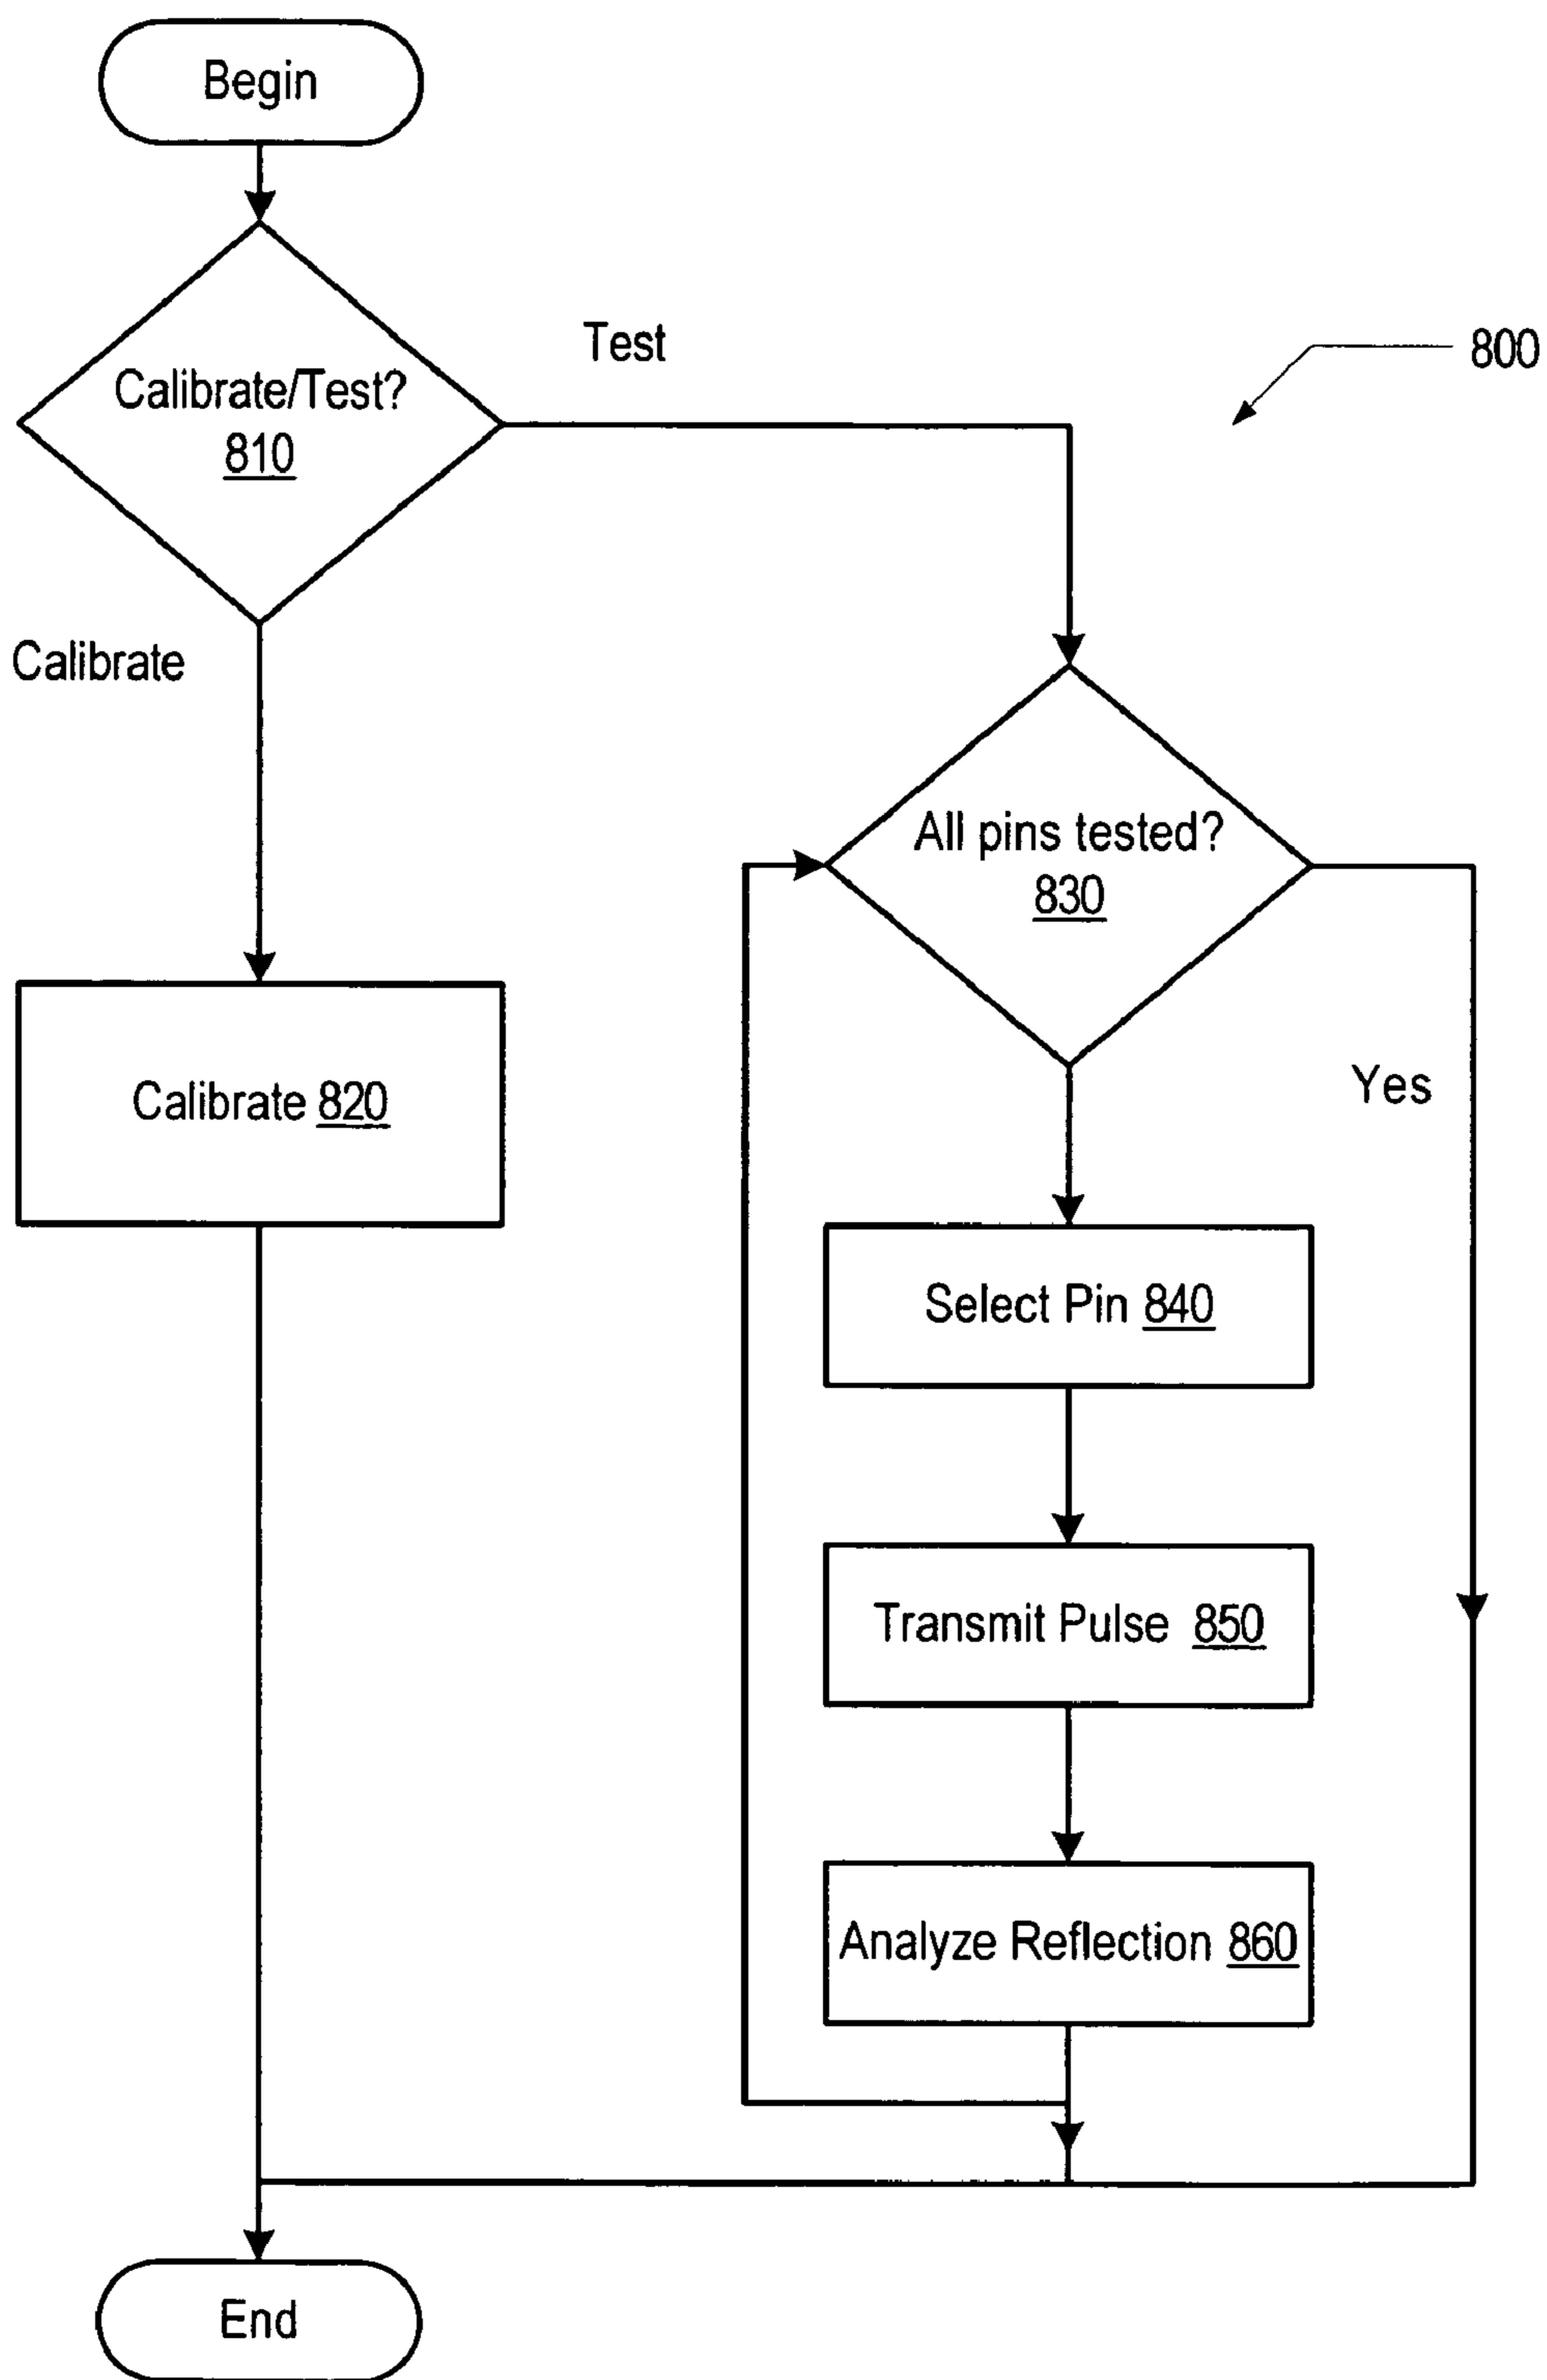 Begin
Test
800
Calibrate/Test?
810
Calibrate
All pins tested?
830
Yes
Calibrate 820
Select Pin 840
Transmit Pulse 850
Analyze Reflection 860
End